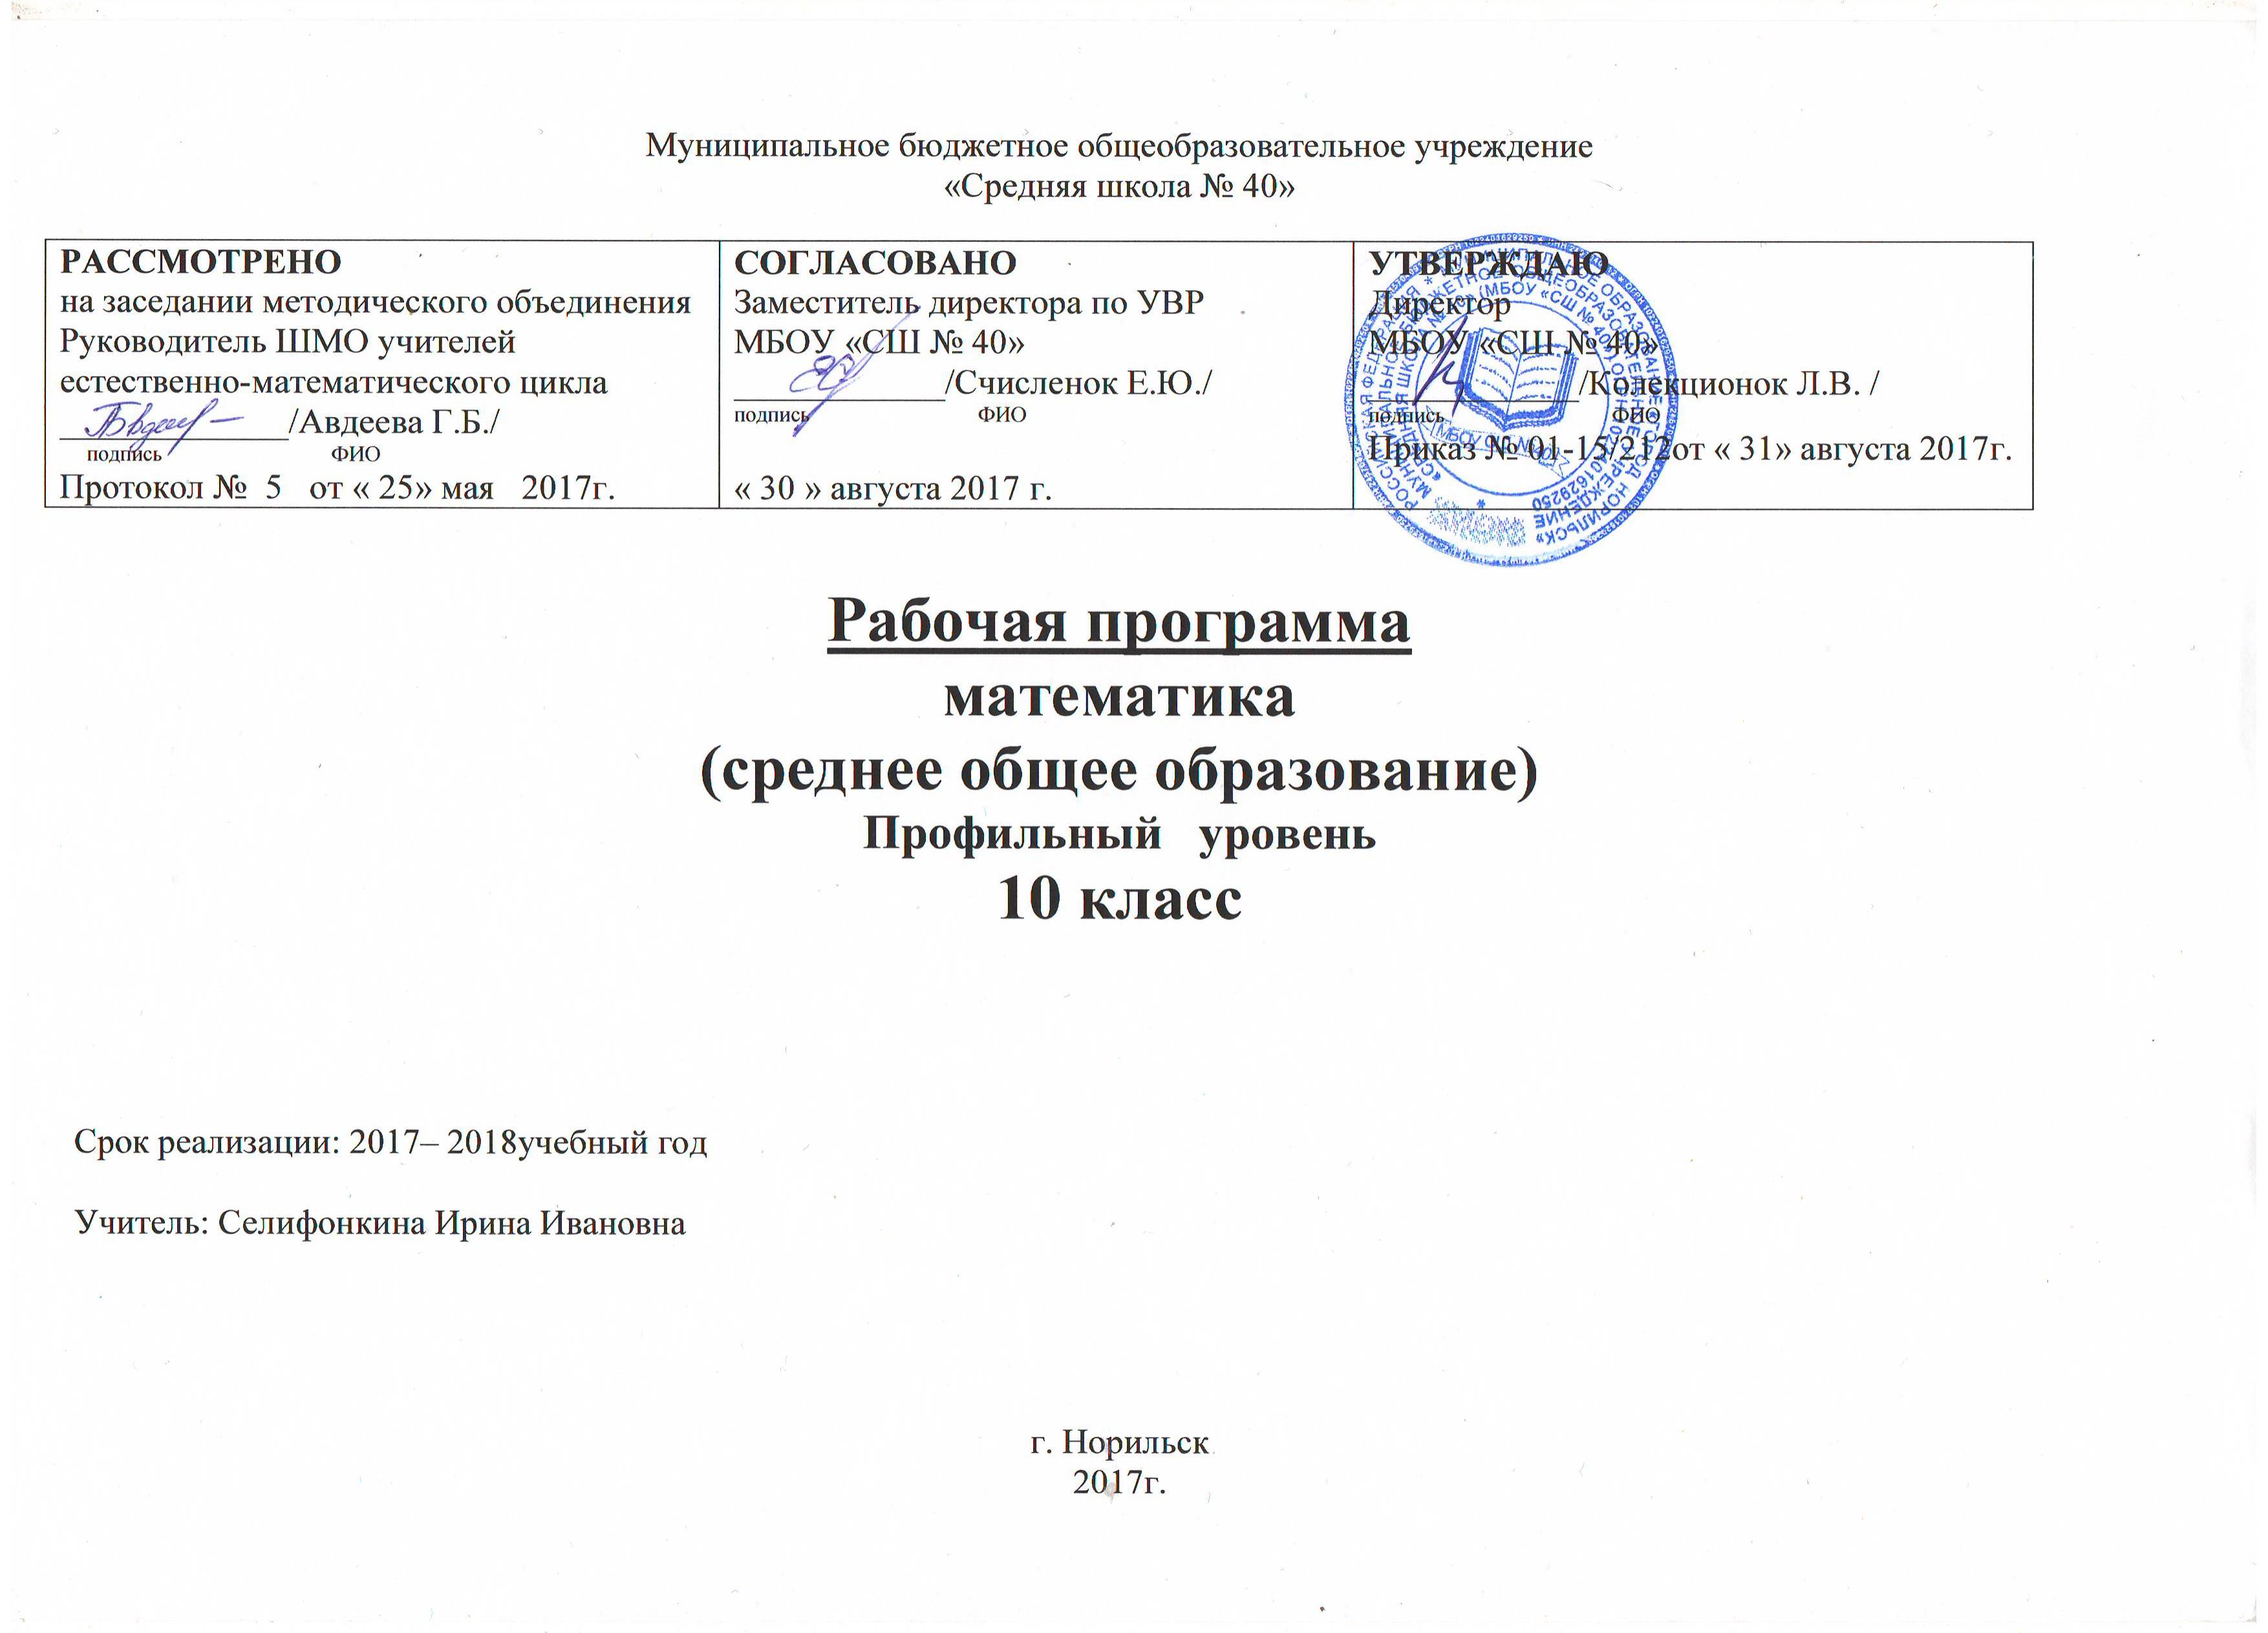 Муниципальное бюджетное общеобразовательное учреждение
«Средняя школа № 40»
РАССМОТРЕНО
на заседании методического объединения
Руководитель ШМО учителей
естественно-математического цикла
/Авдеева Г.Б./
подпись ФИО
Протокол № 5 от « 25» мая 2017г.
СОГЛАСОВАНО
Заместитель директора по УВР
МБОУ «СШ № 40»
/Счисленок Е.Ю./
подпись ФИО
« 30 » августа 2017 г.
УТВЕРЖДАЮ
Директор
МБОУ «СШ № 40»
/Колекционок Л.В. /
подпись ФИО
Приказ № 01-15/212от « 31» августа 2017г.
Рабочая программа
математика
(среднее общее образование)
Профильный уровень
10 класс
Срок реализации: 2017– 2018учебный год
Учитель: Селифонкина Ирина Ивановна
г. Норильск
2017г.